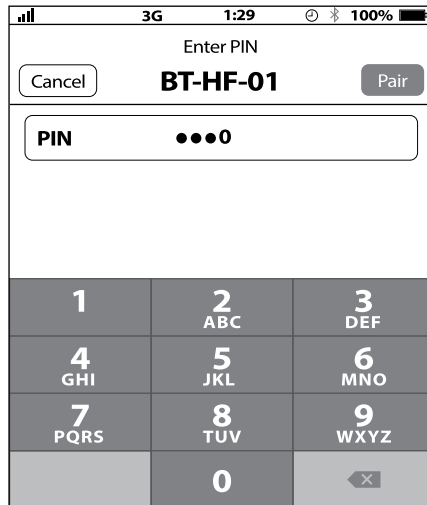 3G 1:29 100%
Enter PIN
Cancel BT-HF-01 Pair
PIN •••0
1 2 3
ABC DEF
4 5 6
GHI JKL MNO
7 8 9
PQRS TUV WXYZ
0